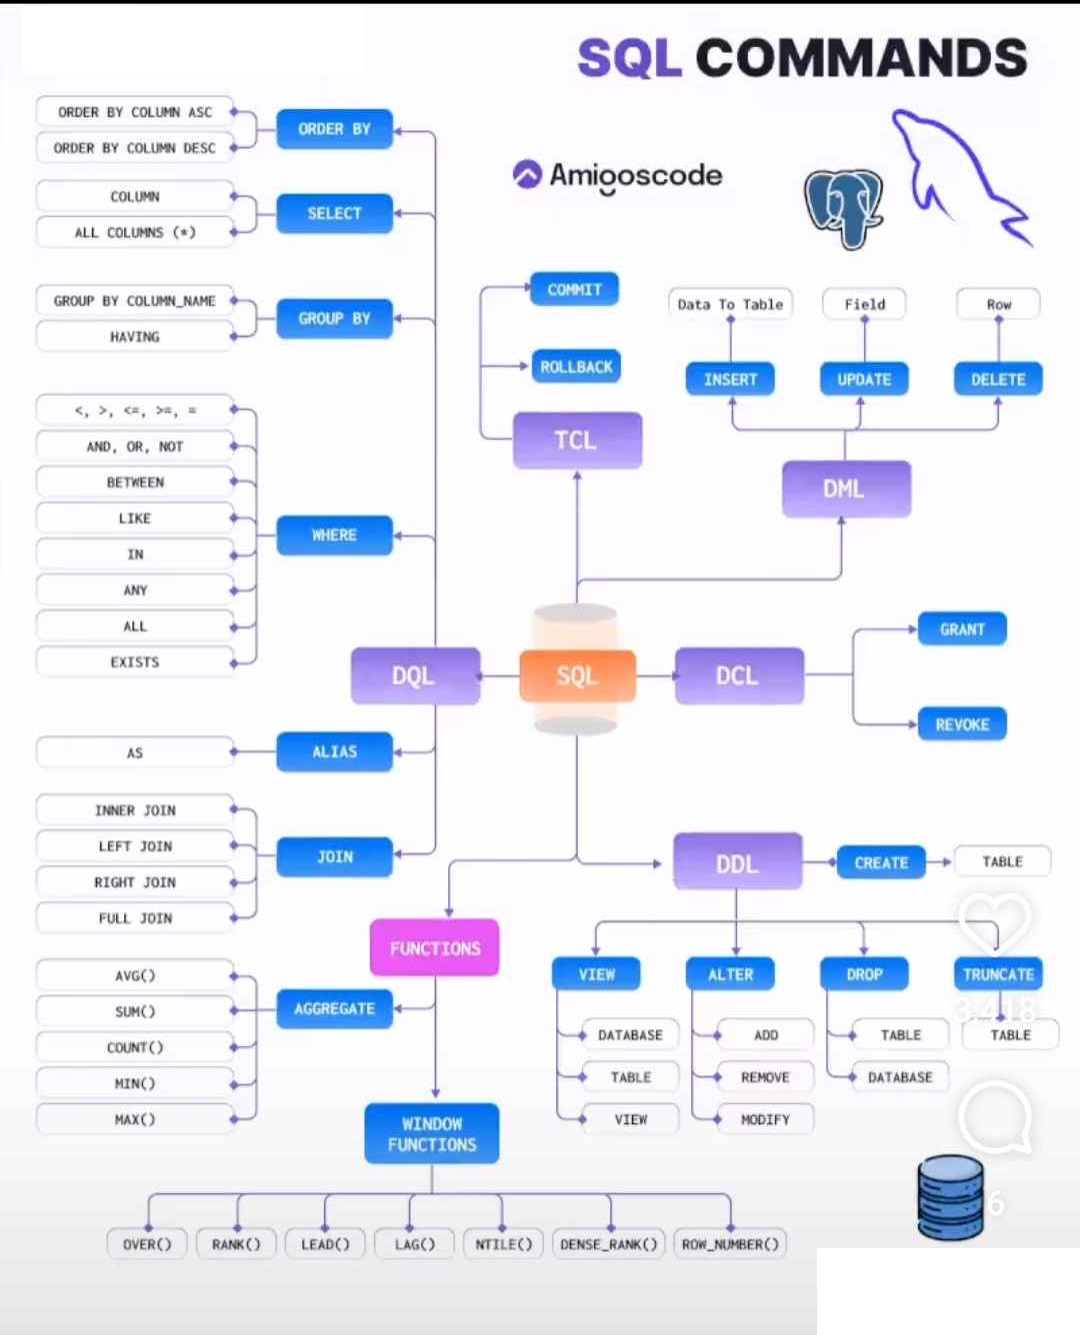 SQL COMMANDS
Amigoscode
ORDER BY COLUMN ASC
ORDER BY COLUMN DESC
ORDER BY
COLUMN
ALL COLUMNS (*)
SELECT
GROUP BY COLUMN_NAME
HAVING
GROUP BY
<, >, <=, >=, =
AND, OR, NOT
BETWEEN
LIKE
IN
ANY
ALL
EXISTS
WHERE
COMMIT
ROLLBACK
TCL
Data To Table
Field
Row
INSERT
UPDATE
DELETE
DML
DQL
SQL
DCL
GRANT
REVOKE
AS
ALIAS
INNER JOIN
LEFT JOIN
RIGHT JOIN
FULL JOIN
JOIN
DDL
CREATE
TABLE
FUNCTIONS
AVG()
SUM()
COUNT()
MIN()
MAX()
AGGREGATE
VIEW
ALTER
DROP
TRUNCATE
3,418
DATABASE
TABLE
VIEW
ADD
REMOVE
MODIFY
TABLE
DATABASE
TABLE
6
WINDOW
FUNCTIONS
OVER()
RANK()
LEAD()
LAG()
NTILE()
DENSE_RANK()
ROW_NUMBER()